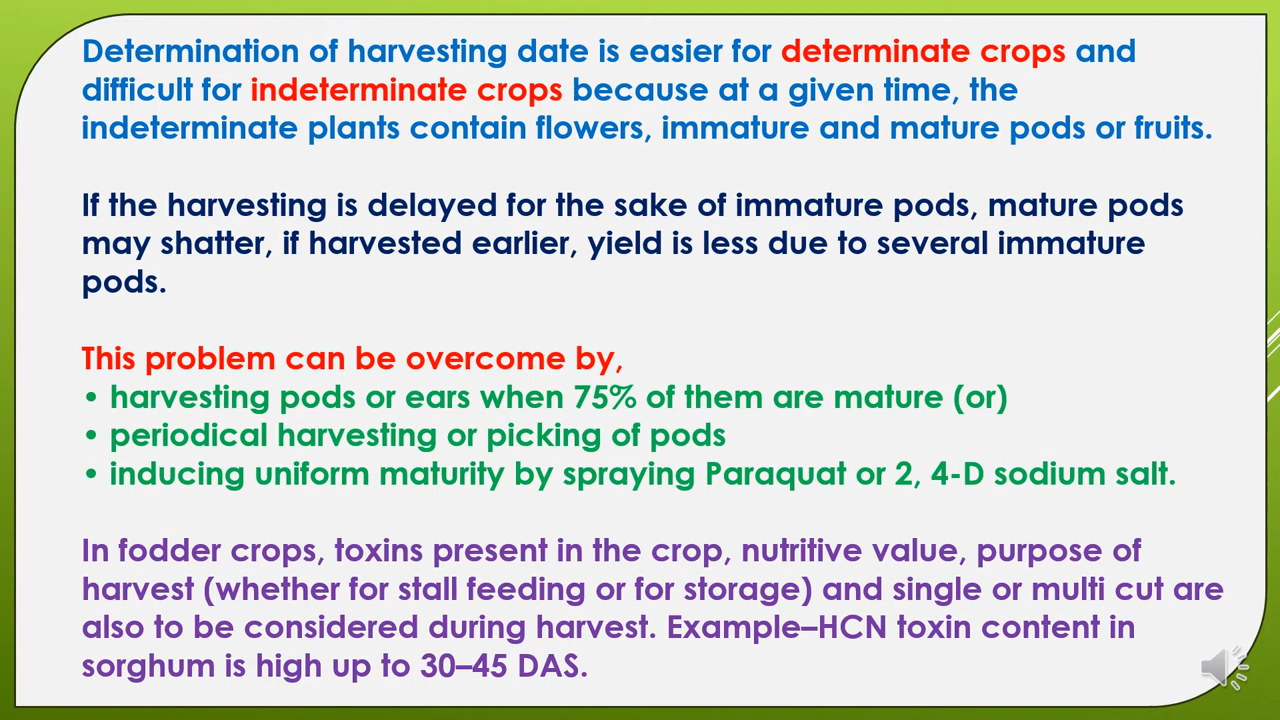 Determination of harvesting date is easier for determinate crops and
difficult for indeterminate crops because at a given time, the
indeterminate plants contain flowers, immature and mature pods or fruits.
If the harvesting is delayed for the sake of immature pods, mature pods
may shatter, if harvested earlier, yield is less due to several immature
pods.
This problem can be overcome by,
• harvesting pods or ears when 75% of them are mature (or)
• periodical harvesting or picking of pods
• inducing uniform maturity by spraying Paraquat or 2, 4-D sodium salt.
In fodder crops, toxins present in the crop, nutritive value, purpose of
harvest (whether for stall feeding or for storage) and single or multi cut are
also to be considered during harvest. Example–HCN toxin content in
sorghum is high up to 30–45 DAS.